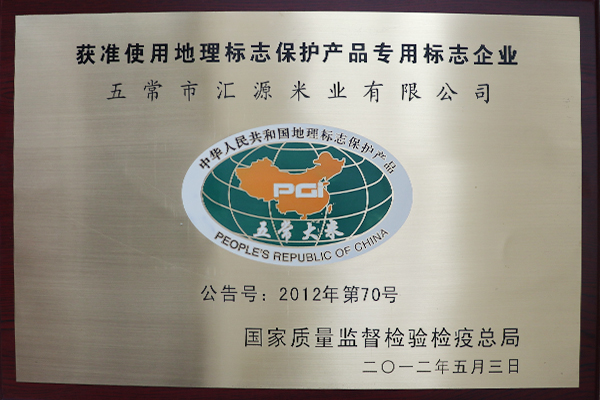 获准使用地理标志保护产品专用标志企业
五常市汇源米业有限公司
中华人民共和国地理标志保护产品
PGI
五常大米
PEOPLE'S REPUBLIC OF CHINA
公告号：2012年第70号
国家质量监督检验检疫总局
二〇一二年五月三日